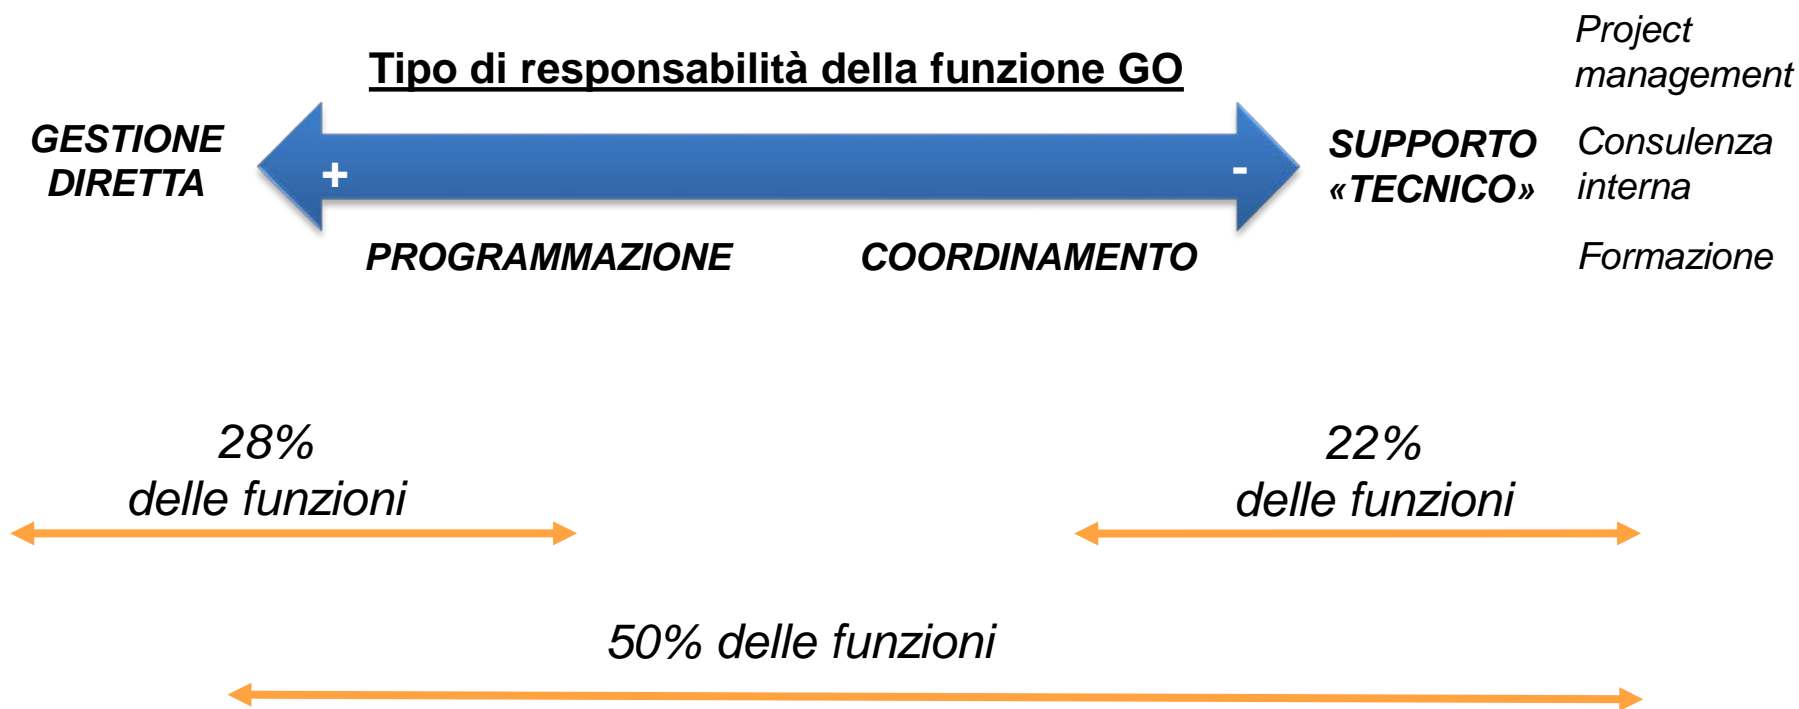 Tipo di responsabilità della funzione GO
GESTIONE
DIRETTA
+
-
SUPPORTO
«TECNICO»
Project
management
Consulenza
interna
Formazione
PROGRAMMAZIONE
COORDINAMENTO
28%
delle funzioni
22%
delle funzioni
50% delle funzioni